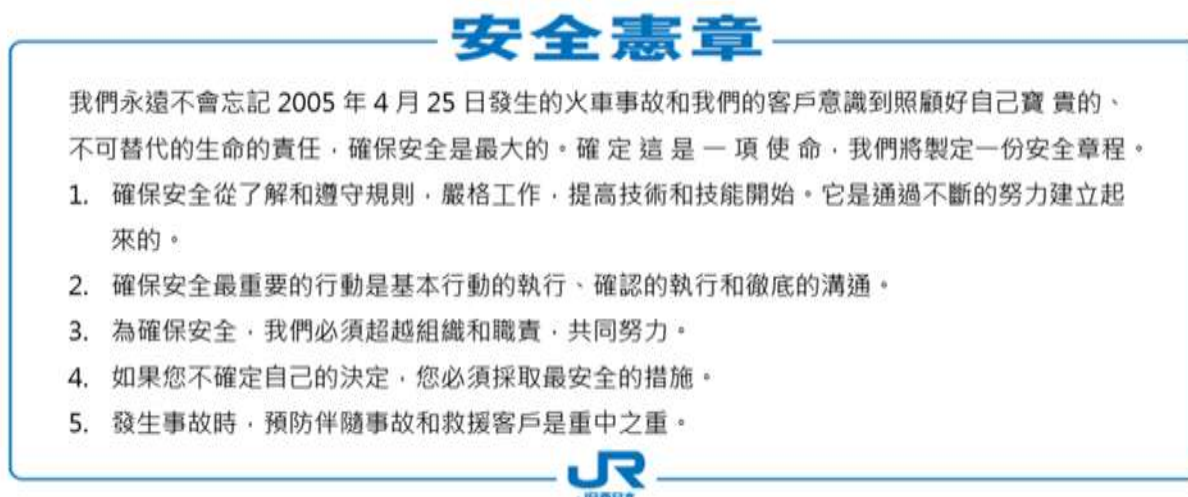 安全憲章
我們永遠不會忘記 2005 年 4 月 25 日發生的火車事故和我們的客戶意識到照顧好自己寶 貴的、
不可替代的生命的責任，確保安全是最大的。確 定 這 是 一 項 使 命，我們將製定一份安全章程。
1. 確保安全從了解和遵守規則，嚴格工作，提高技術和技能開始。它是通過不斷的努力建立起
來的。
2. 確保安全最重要的行動是基本行動的執行、確認的執行和徹底的溝通。
3. 為確保安全，我們必須超越組織和職責，共同努力。
4. 如果您不確定自己的決定，您必須採取最安全的措施。
5. 發生事故時，預防伴隨事故和救援客戶是重中之重。
JR